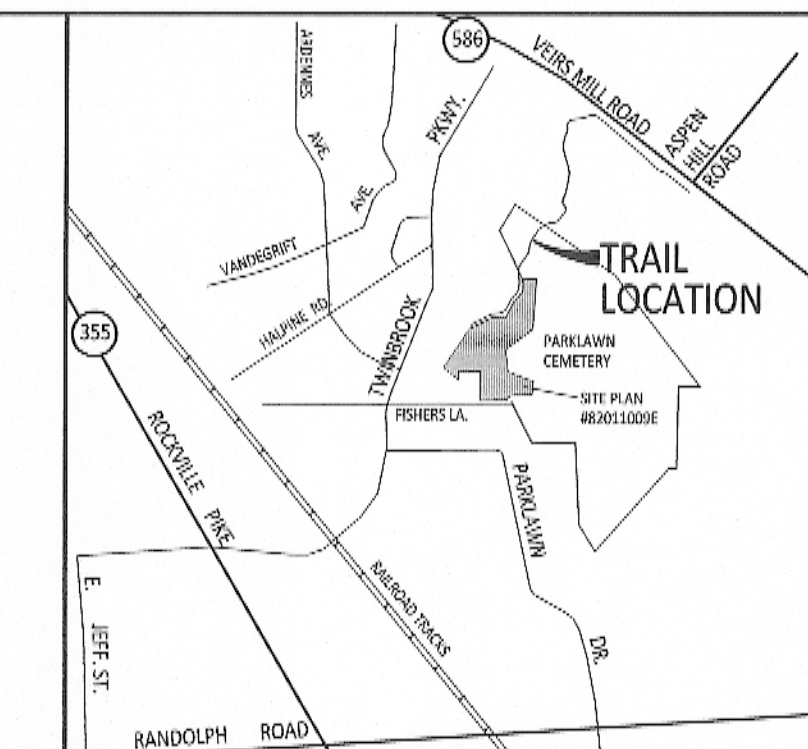 586
VEIRS MILL ROAD
ASPEN
HILL
ROAD
ARDENNES
AVE.
PKWY.
AVE.
VANDEGRIFT
HALPINE RD.
TWINBROOK
TRAIL
LOCATION
PARKLAWN
CEMETERY
SITE PLAN
#82011009E
FISHERS LA.
355
ROCKVILLE PIKE
PARKLAWN
DR.
RAILROAD TRACKS
E. JEFF. ST.
RANDOLPH ROAD